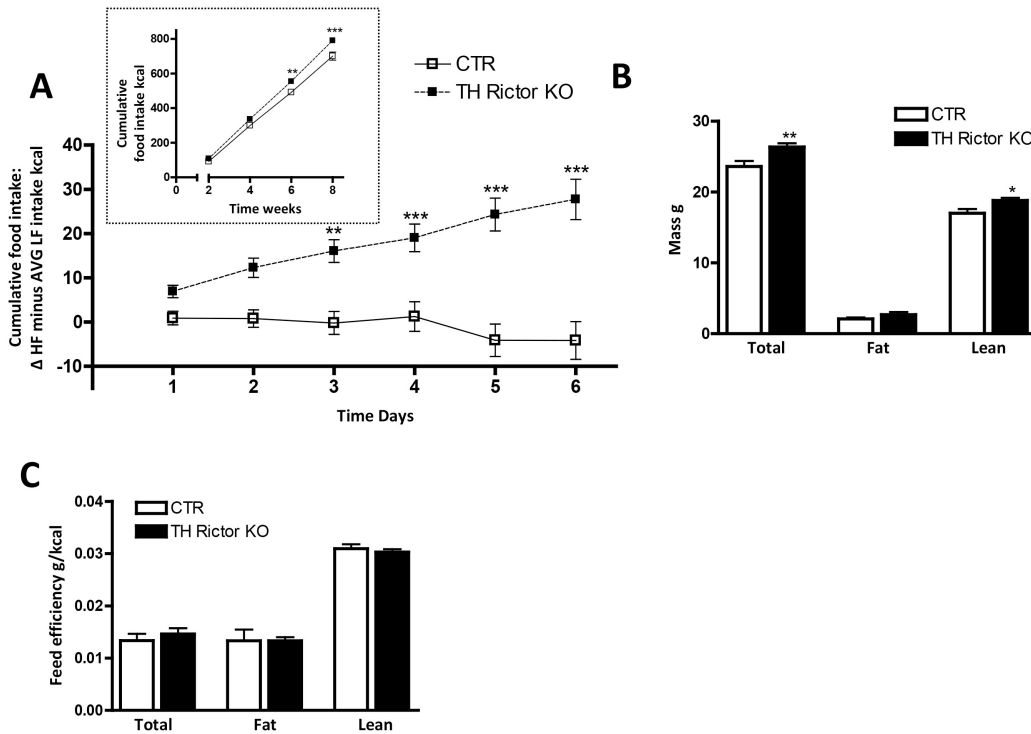 A
Cumulative food intake:
Δ HF minus AVG LF intake kcal
40
30
20
10
0
-10
1 2 3 4 5 6
Time Days
** *** *** ***
Cumulative
food intake kcal
800
600
400
200
0
0 2 4 6 8
Time weeks
** ***
CTR
TH Rictor KO
B
CTR
TH Rictor KO
Mass g
30
20
10
0
** *
Total Fat Lean
C
CTR
TH Rictor KO
Feed efficiency g/kcal
0.04
0.03
0.02
0.01
0.00
Total Fat Lean